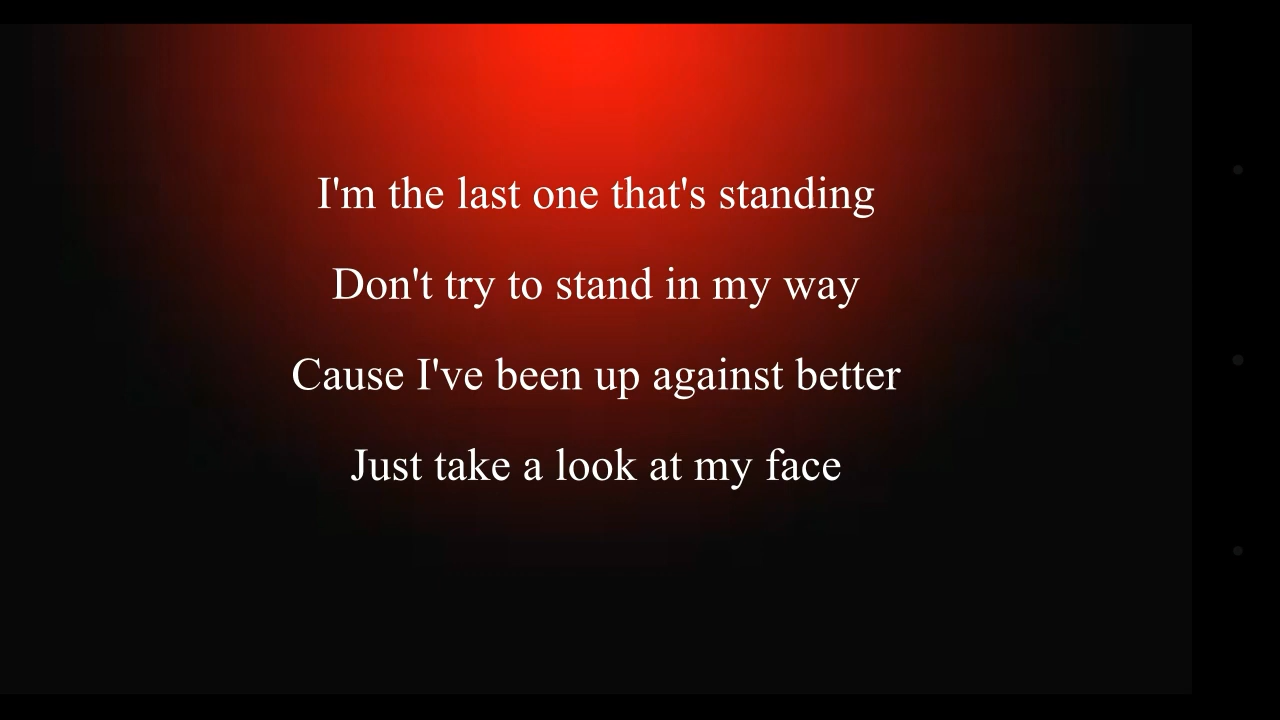 I'm the last one that's standing
Don't try to stand in my way
Cause I've been up against better
Just take a look at my face